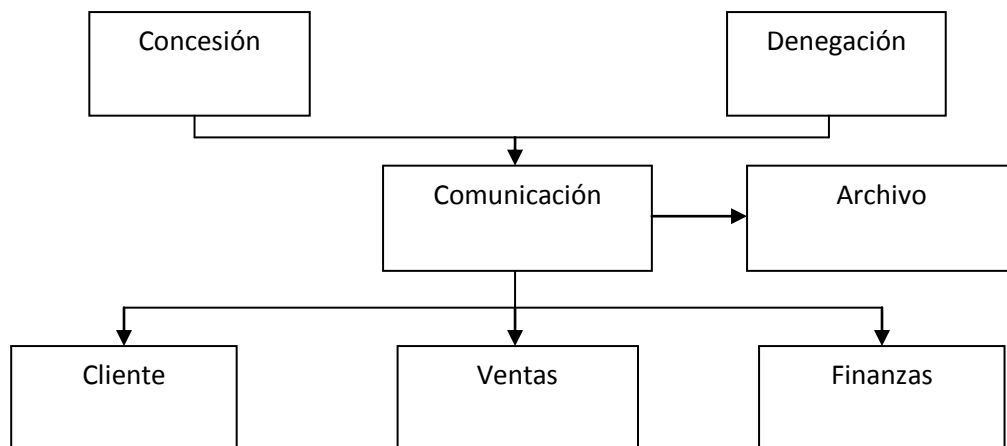 Concesión
Denegación
Comunicación
Archivo
Cliente
Ventas
Finanzas